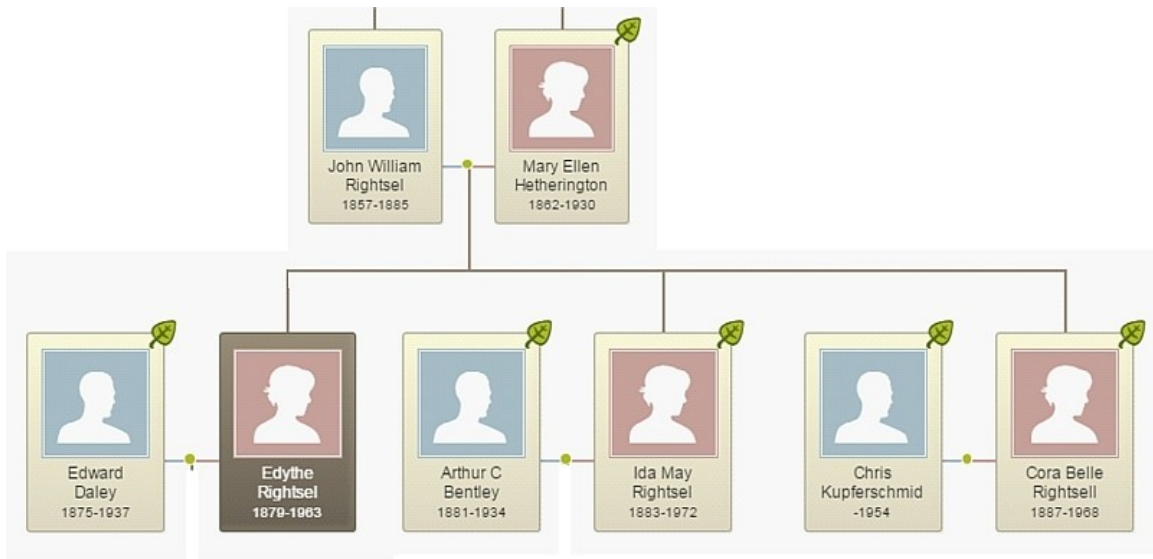 John William
Rightsel
1857-1885
Mary Ellen
Hetherington
1862-1930
Edward
Daley
1875-1937
Edythe
Rightsel
1879-1963
Arthur C
Bentley
1881-1934
Ida May
Rightsel
1883-1972
Chris
Kupferschmid
-1954
Cora Belle
Rightsell
1887-1968